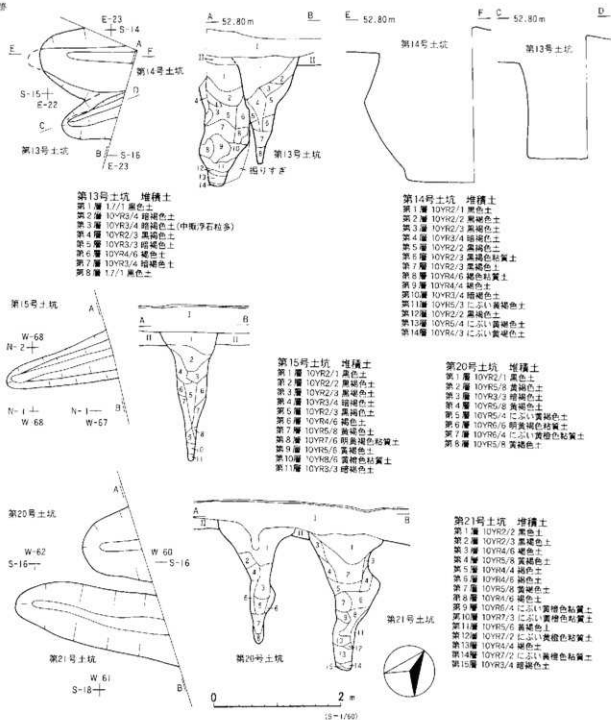 E-23
S-14
E
F
A
第14号土坑
S-15
E-22
D
C
第13号土坑
B
S-15
E-23
A 52.80m B
I
II
II
第13号土坑
掘りすぎ
E 52.80m F
第14号土坑
C 52.80m D
第13号土坑
第13号土坑 堆積土
第1層 1.7/1 黒色土
第2層 10YR3/4 暗褐色土
第3層 10YR3/4 暗褐色土(中掫浮石粒多)
第4層 10YR2/3 黒褐色土
第5層 10YR3/3 暗褐色土
第6層 10YR4/6 褐色土
第7層 10YR3/4 暗褐色土
第8層 1.7/1 黒色土
第14号土坑 堆積土
第1層 10YR2/1 黒色土
第2層 10YR2/2 黒褐色土
第3層 10YR2/3 黒褐色土
第4層 10YR3/4 暗褐色土
第5層 10YR2/2 黒褐色土
第6層 10YR2/3 黒褐色粘質土
第7層 10YR2/3 黒褐色土
第8層 10YR4/6 褐色粘質土
第9層 10YR4/4 褐色土
第10層 10YR3/4 暗褐色土
第11層 10YR5/3 にぶい黄褐色土
第12層 10YR2/2 黒褐色土
第13層 10YR5/4 にぶい黄褐色土
第14層 10YR4/3 にぶい黄褐色土
第15号土坑
A
W-68
N-2
N-1
N-1
W-68
W-67
B
A B
I
II
II
第15号土坑 堆積土
第1層 10YR2/1 黒色土
第2層 10YR2/2 黒褐色土
第3層 10YR2/3 黒褐色土
第4層 10YR3/4 暗褐色土
第5層 10YR2/3 黒褐色土
第6層 10YR4/6 褐色土
第7層 10YR5/8 黄褐色土
第8層 10YR7/6 明黄褐色粘質土
第9層 10YR5/6 黄褐色土
第10層 10YR8/6 黄橙色粘質土
第11層 10YR3/3 暗褐色土
第20号土坑 堆積土
第1層 10YR2/1 黒色土
第2層 10YR5/8 黄褐色土
第3層 10YR3/3 暗褐色土
第4層 10YR5/8 黄褐色土
第5層 10YR5/4 にぶい黄褐色土
第6層 10YR6/6 明黄褐色粘質土
第7層 10YR6/4 にぶい黄橙色粘質土
第8層 10YR5/8 黄褐色土
A
第20号土坑
W-62
S-16
W 60
S-16
第21号土坑
W 61
S-18
B
A B
II
I
II
第20号土坑
第21号土坑
0 2m
(S=1/60)
第21号土坑 堆積土
第1層 10YR2/2 黒褐色土
第2層 10YR2/3 黒褐色土
第3層 10YR4/6 褐色土
第4層 10YR5/8 黄褐色土
第5層 10YR4/4 褐色土
第6層 10YR4/6 褐色土
第7層 10YR5/8 黄褐色土
第8層 10YR4/6 褐色土
第9層 10YR6/4 にぶい黄橙色粘質土
第10層 10YR7/3 にぶい黄橙色粘質土
第11層 10YR5/6 黄褐色土
第12層 10YR7/2 にぶい黄橙色粘質土
第13層 10YR4/4 褐色土
第14層 10YR7/2 にぶい黄橙色粘質土
第15層 10YR3/4 暗褐色土